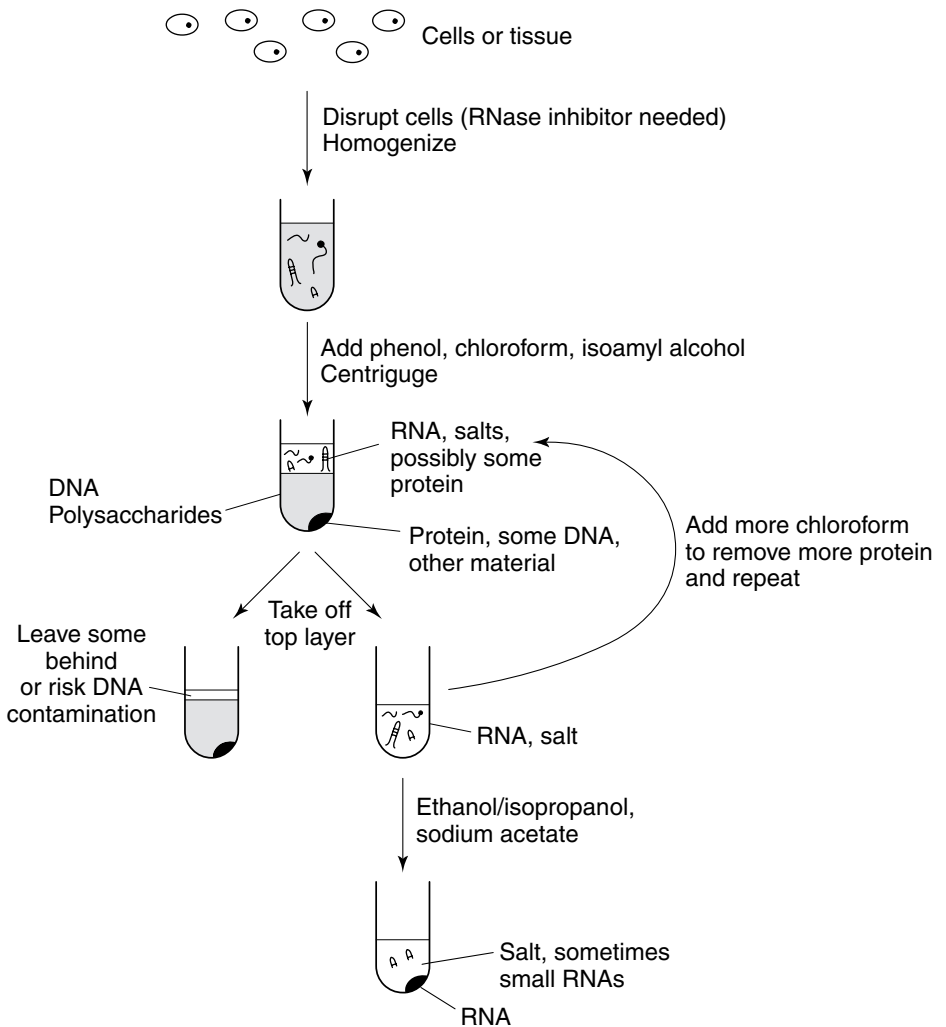 Cells or tissue
Disrupt cells (RNase inhibitor needed)
Homogenize
Add phenol, chloroform, isoamyl alcohol
Centriguge
RNA, salts,
possibly some
protein
DNA
Polysaccharides
Protein, some DNA,
other material
Add more chloroform
to remove more protein
and repeat
Take off
top layer
Leave some
behind
or risk DNA
contamination
RNA, salt
Ethanol/isopropanol,
sodium acetate
Salt, sometimes
small RNAs
RNA